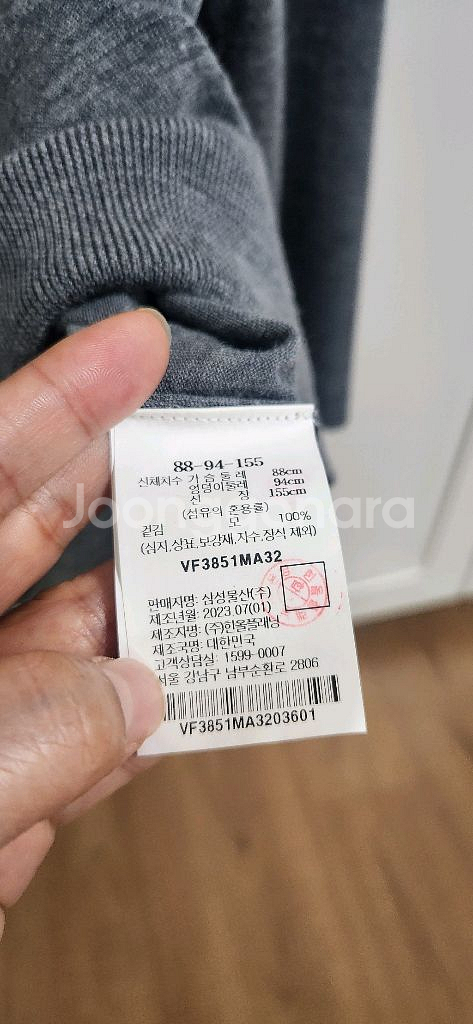 88-94-155
신체치수 가슴둘레 88cm
엉덩이둘레 94cm
신 장 155cm
(섬유의 혼용률)
겉감 모 100%
(심지,상표,보강재,자수,장식 제외)
VF3851MA32
판매자명: 삼성물산(주)
제조년월: 2023.07(01)
제조자명: (주)한올플래닝
제조국명: 대한민국
고객상담실: 1599-0007
서울 강남구 남부순환로 2806
VF3851MA3203601